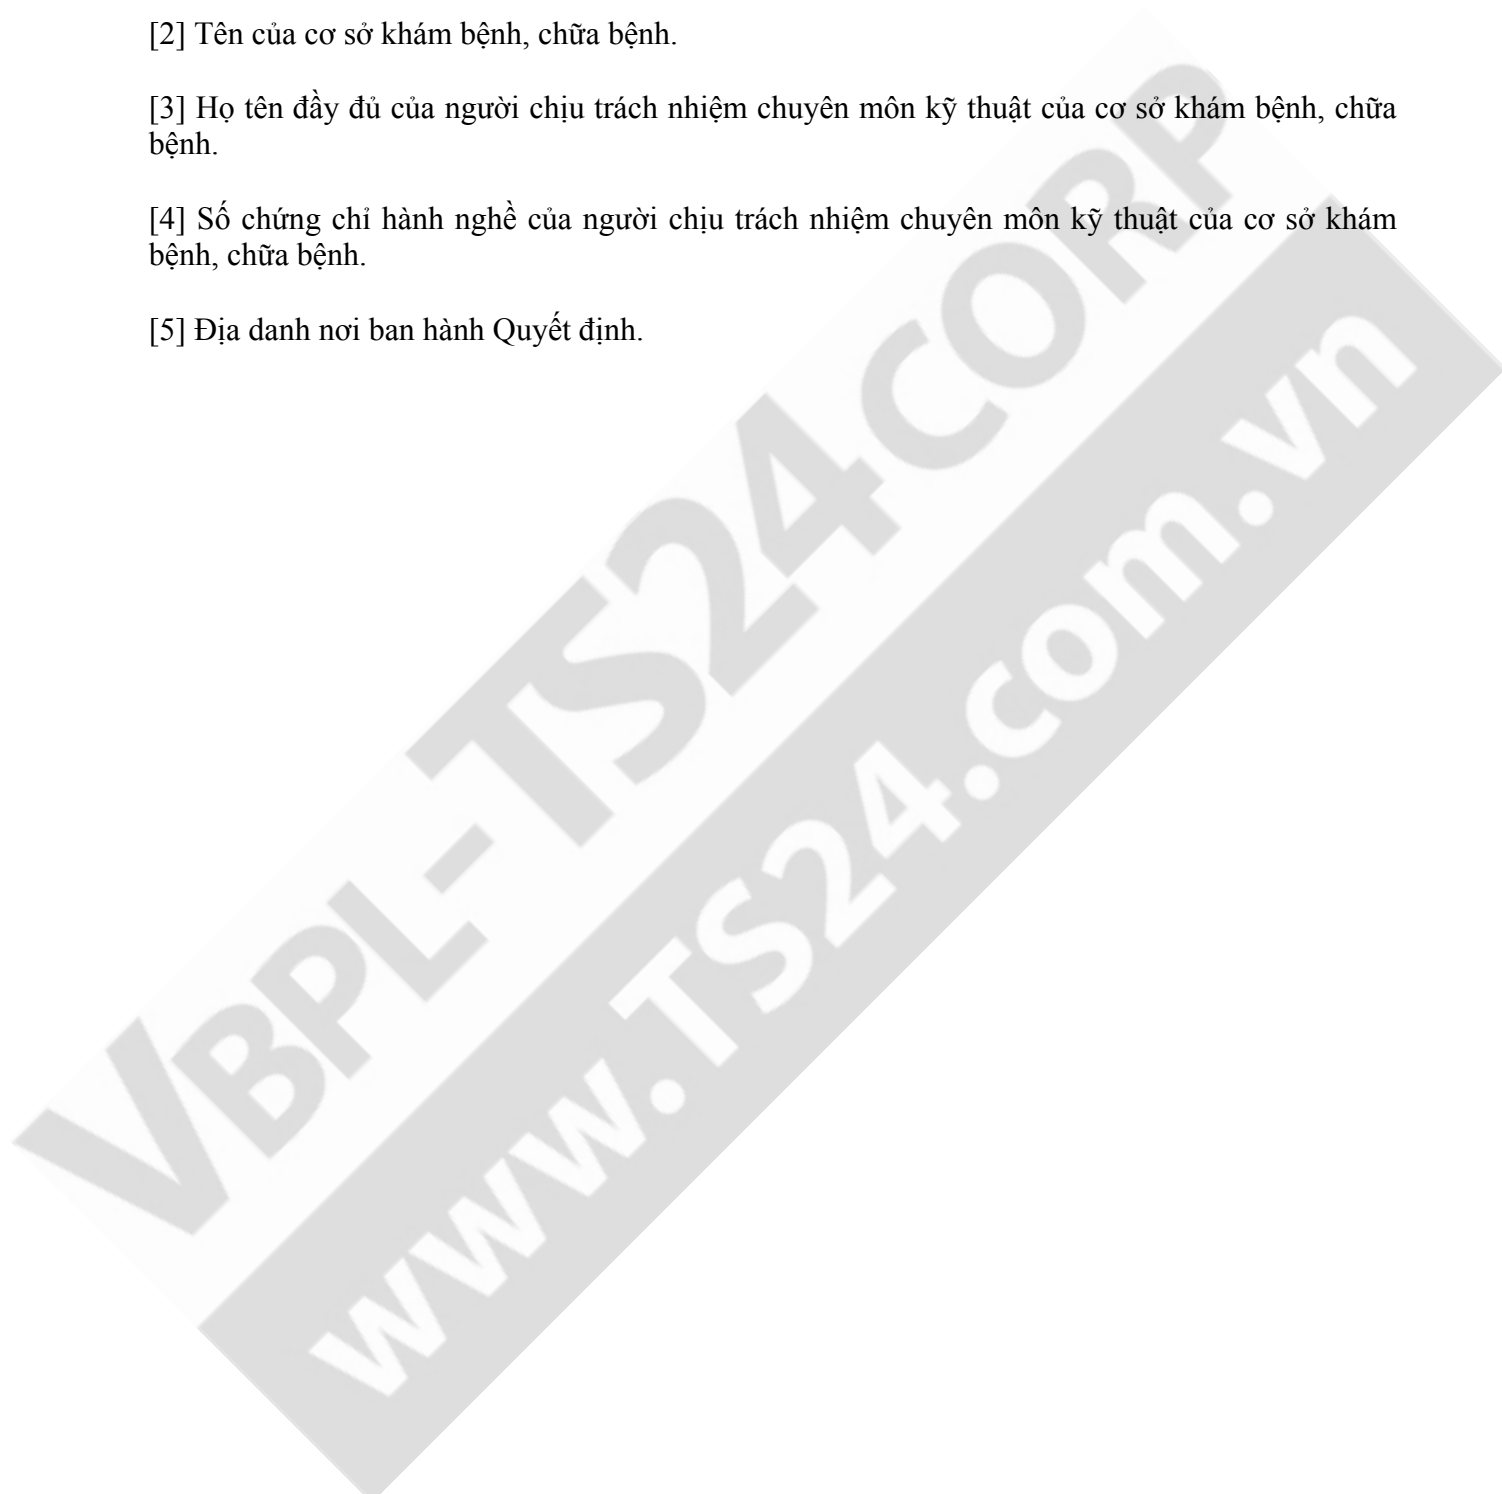 [2] Tên của cơ sở khám bệnh, chữa bệnh.
[3] Họ tên đầy đủ của người chịu trách nhiệm chuyên môn kỹ thuật của cơ sở khám bệnh, chữa
bệnh.
[4] Số chứng chỉ hành nghề của người chịu trách nhiệm chuyên môn kỹ thuật của cơ sở khám
bệnh, chữa bệnh.
[5] Địa danh nơi ban hành Quyết định.
VBPL-TS24CORP
www.TS24.com.vn